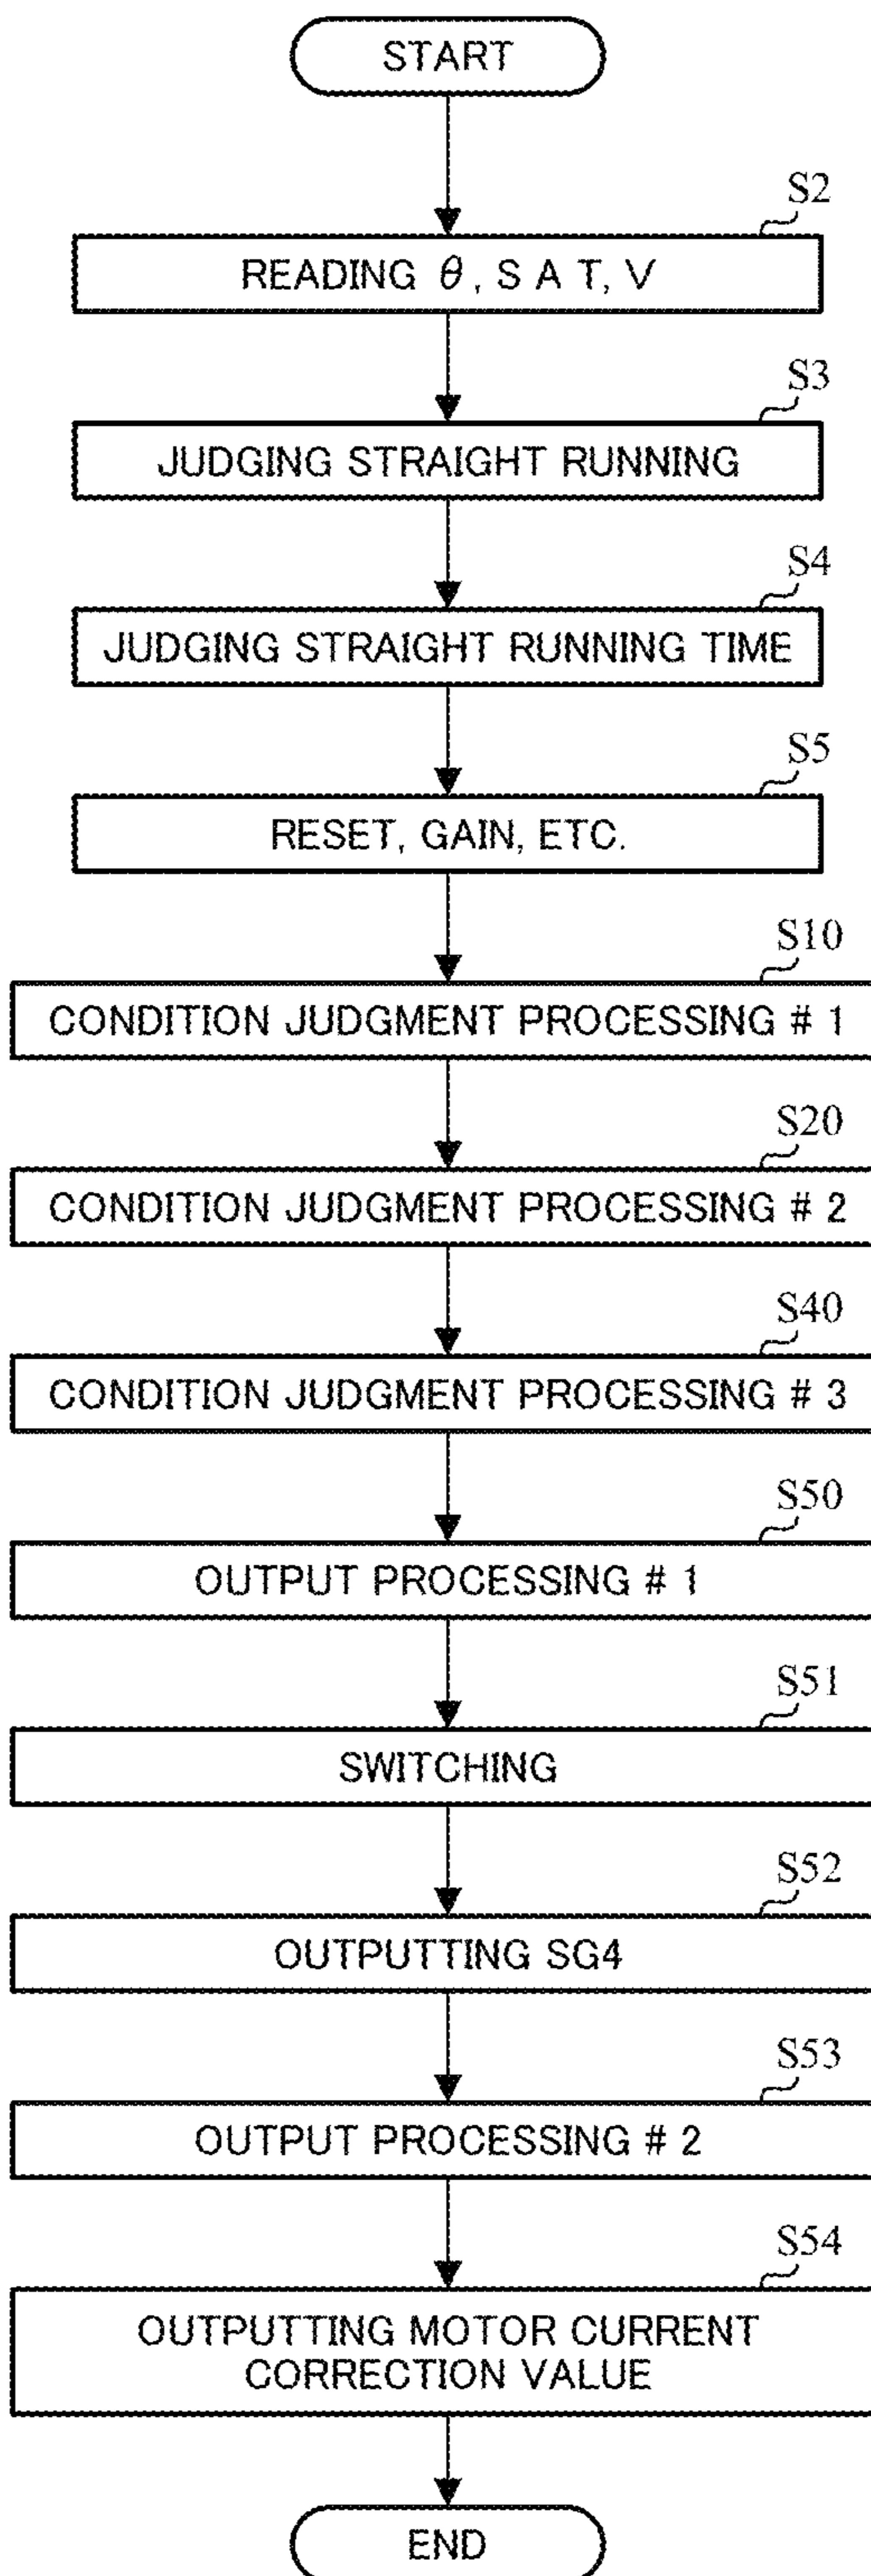 START
S2
READING θ, S A T, V
S3
JUDGING STRAIGHT RUNNING
S4
JUDGING STRAIGHT RUNNING TIME
S5
RESET, GAIN, ETC.
S10
CONDITION JUDGMENT PROCESSING # 1
S20
CONDITION JUDGMENT PROCESSING # 2
S40
CONDITION JUDGMENT PROCESSING # 3
S50
OUTPUT PROCESSING # 1
S51
SWITCHING
S52
OUTPUTTING SG4
S53
OUTPUT PROCESSING # 2
S54
OUTPUTTING MOTOR CURRENT
CORRECTION VALUE
END